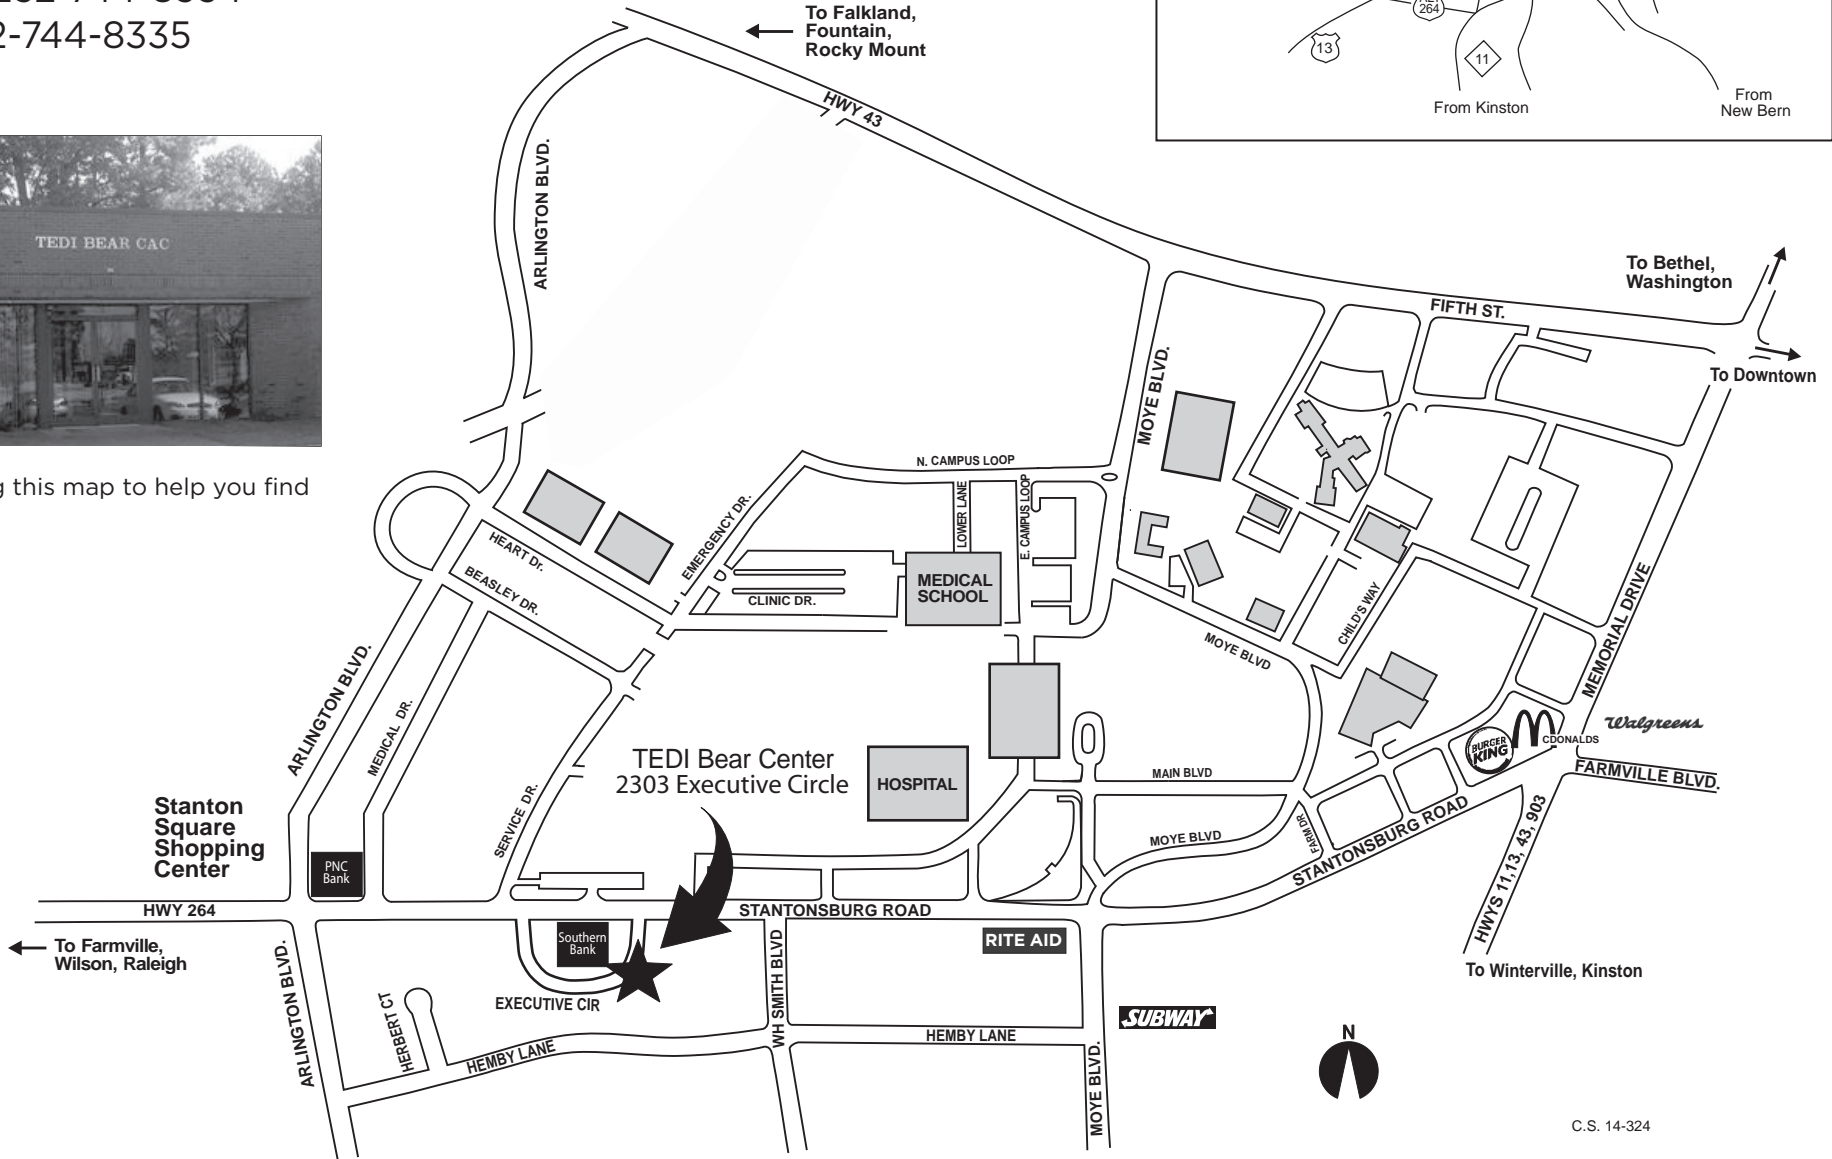 2-744-8335
To Falkland,
Fountain,
Rocky Mount
264
13
11
From Kinston
From
New Bern
HWY 43
ARLINGTON BLVD.
TEDI BEAR CAC
To Bethel,
Washington
FIFTH ST.
To Downtown
MOYE BLVD.
g this map to help you find
N. CAMPUS LOOP
LOWER LANE
E. CAMPUS LOOP
EMERGENCY DR.
HEART Dr.
BEASLEY DR.
CLINIC DR.
MEDICAL
SCHOOL
CHILD'S WAY
MOYE BLVD
MEMORIAL DRIVE
ARLINGTON BLVD.
MEDICAL DR.
SERVICE DR.
TEDI Bear Center
2303 Executive Circle
HOSPITAL
MAIN BLVD
BURGER
KING
CDONALDS
Walgreens
FARMVILLE BLVD.
Stanton
Square
Shopping
Center
PNC
Bank
MOYE BLVD
FARM DR.
STANTONSBURG ROAD
HWYS 11,13, 43, 903
HWY 264
STANTONSBURG ROAD
To Farmville,
Wilson, Raleigh
ARLINGTON BLVD.
Southern
Bank
EXECUTIVE CIR
WH SMITH BLVD
RITE AID
To Winterville, Kinston
HERBERT CT
HEMBY LANE
HEMBY LANE
SUBWAY
MOYE BLVD.
N
C.S. 14-324